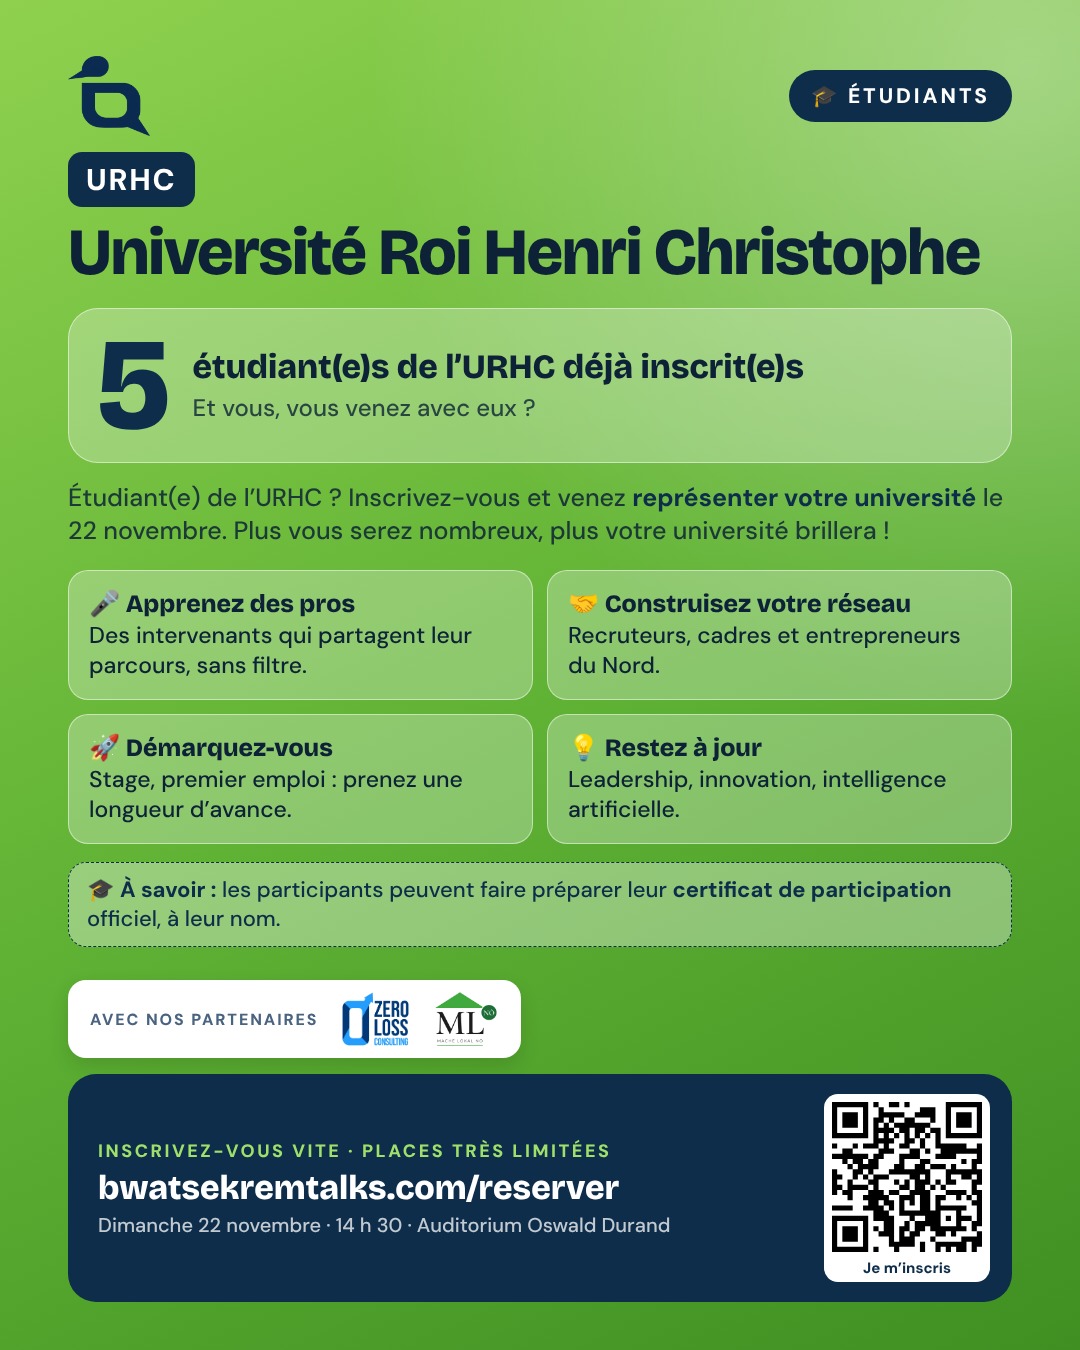 🎓 ÉTUDIANTS
URHC
Université Roi Henri Christophe
5
étudiant(e)s de l’URHC déjà inscrit(e)s
Et vous, vous venez avec eux ?
Étudiant(e) de l’URHC ? Inscrivez-vous et venez représenter votre université le
22 novembre. Plus vous serez nombreux, plus votre université brillera !
🎤 Apprenez des pros
Des intervenants qui partagent leur
parcours, sans filtre.
🤝 Construisez votre réseau
Recruteurs, cadres et entrepreneurs
du Nord.
🚀 Démarquez-vous
Stage, premier emploi : prenez une
longueur d’avance.
💡 Restez à jour
Leadership, innovation, intelligence
artificielle.
🎓 À savoir : les participants peuvent faire préparer leur certificat de participation
officiel, à leur nom.
AVEC NOS PARTENAIRES
ZERO
LOSS
CONSULTING
ML
NÒ
MACHÉ LOKAL NÒ
INSCRIVEZ-VOUS VITE · PLACES TRÈS LIMITÉES
bwatsekremtalks.com/reserver
Dimanche 22 novembre · 14 h 30 · Auditorium Oswald Durand
Je m’inscris